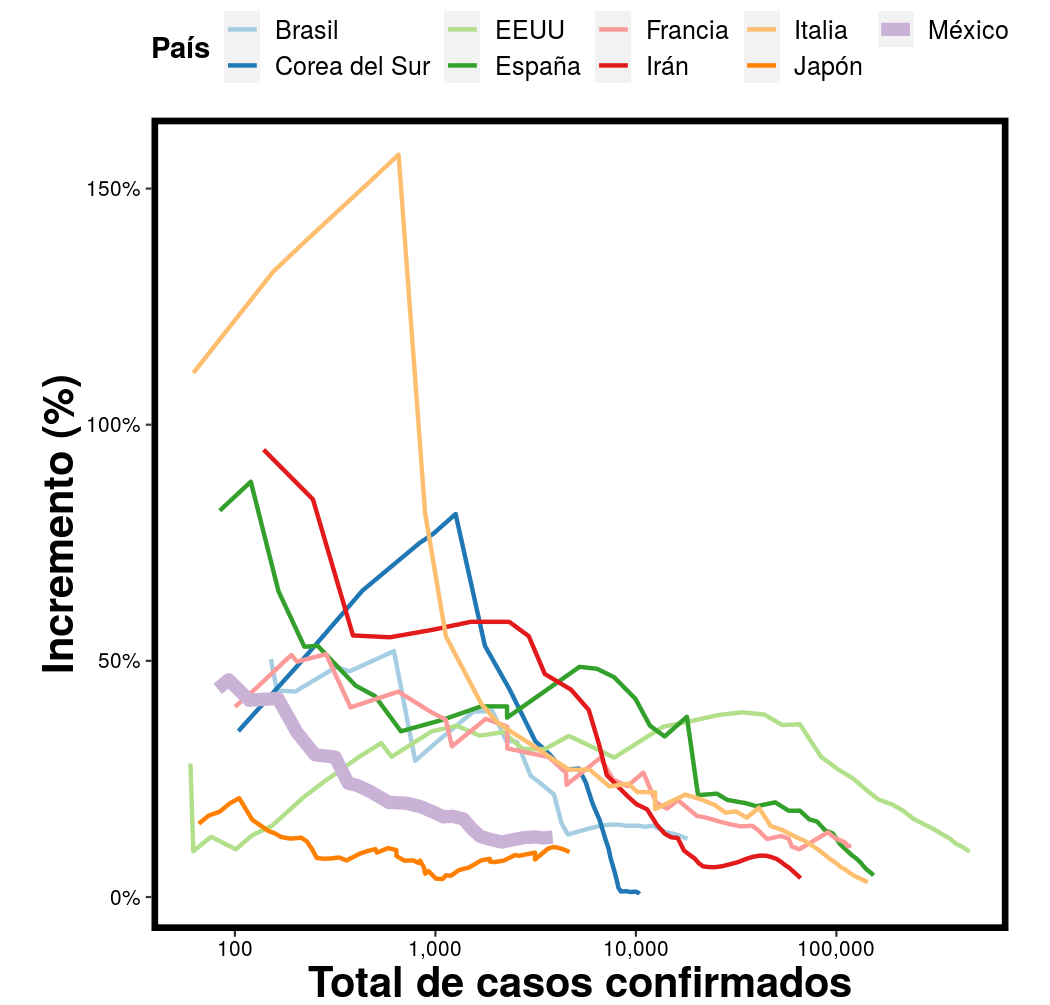 País
Brasil EEUU Francia Italia México
Corea del Sur España Irán Japón
150%
100%
50%
0%
Incremento (%)
100 1,000 10,000 100,000
Total de casos confirmados